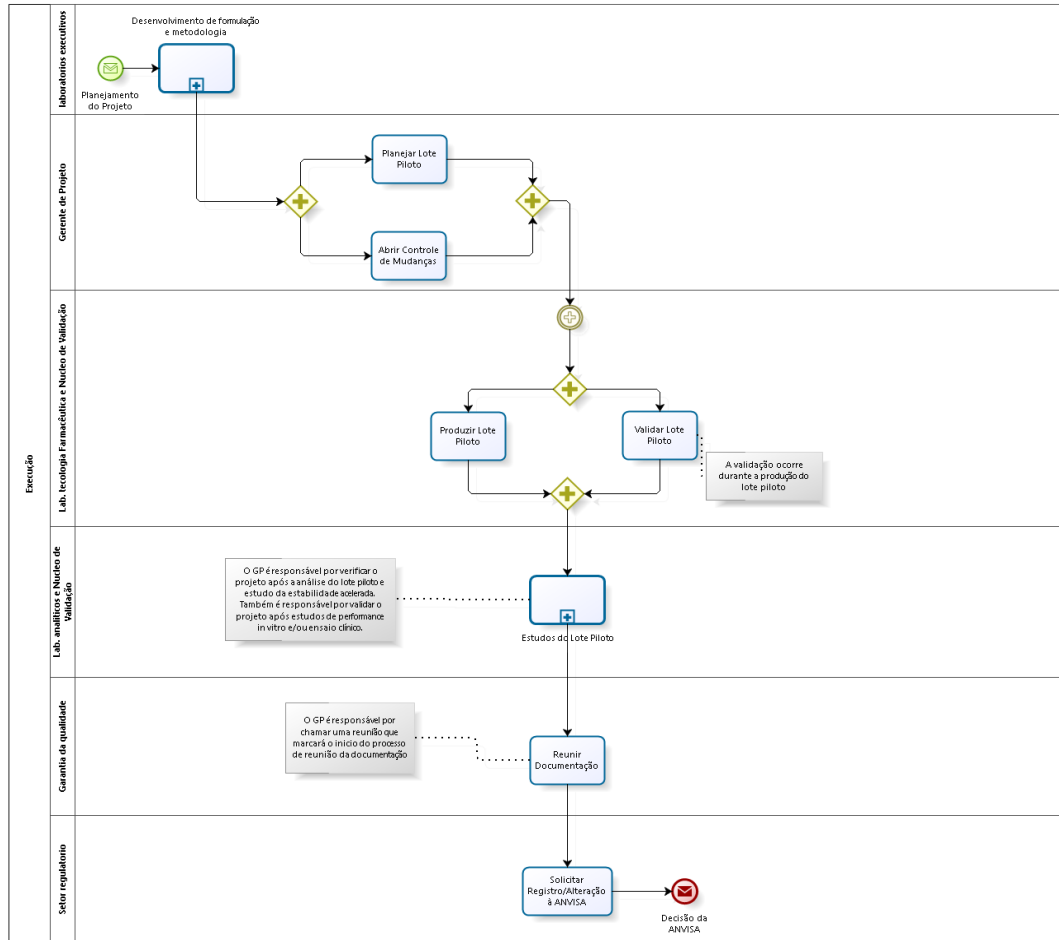 Execução
laboratorios executivos
Desenvolvimento de formulação
e metodologia
Planejamento
do Projeto
Gerente de Projeto
Planejar Lote
Piloto
Abrir Controle
de Mudanças
Lab. tecologia Farmacêutica e Nucleo de Validação
Produzir Lote
Piloto
Validar Lote
Piloto
A validação ocorre
durante a produção do
lote piloto
Lab. analíticos e Nucleo de
Validação
O GP é responsável por verificar o
projeto após a análise do lote piloto e
estudo da estabilidade acelerada.
Também é responsável por validar o
projeto após estudos de performance
in vitro e/ou ensaio clínico.
Estudos do Lote Piloto
Garantia da qualidade
O GP é responsável por
chamar uma reunião que
marcará o inicio do processo
de reunião da documentação
Reunir
Documentação
Setor regulatorio
Solicitar
Registro/Alteração
à ANVISA
Decisão da
ANVISA